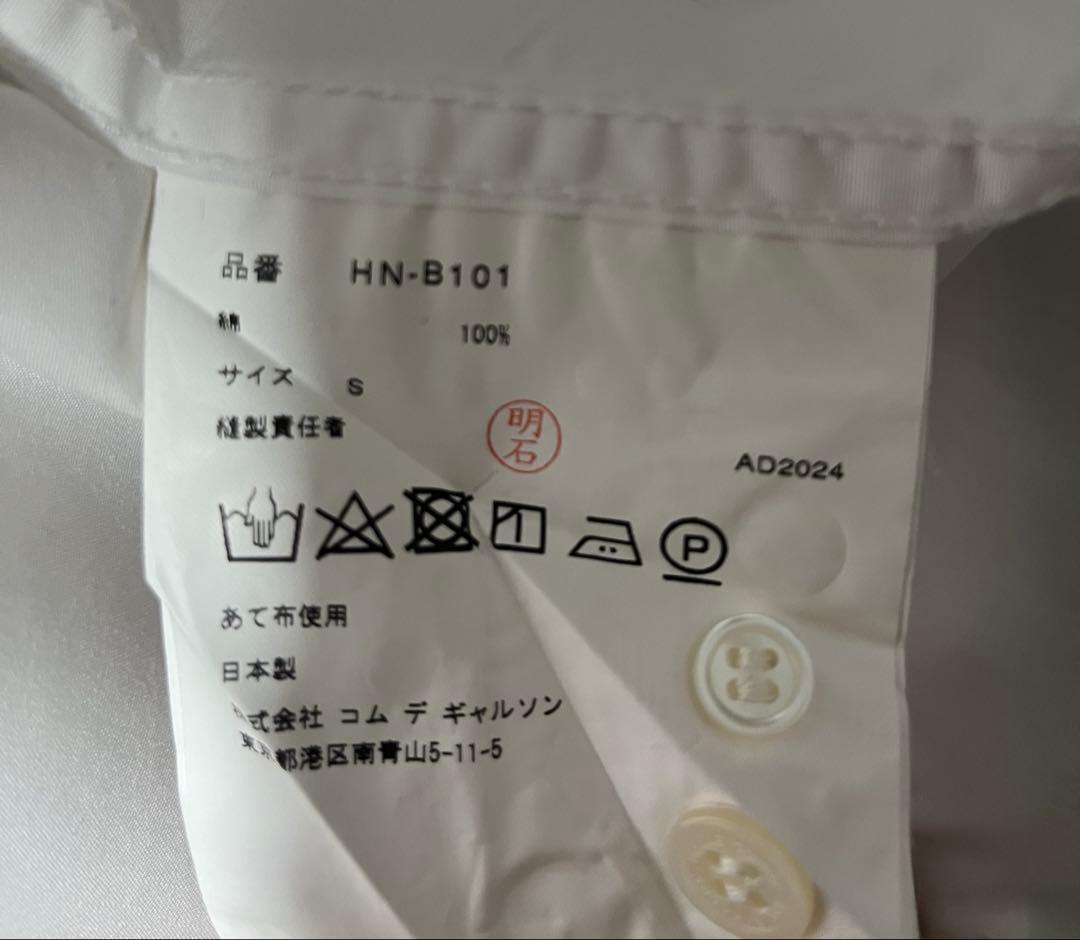 品番 HN-B101
綿 100%
サイズ S
縫製責任者 明石
AD2024
P
あて布使用
日本製
式会社 コム デ ギャルソン
東 都港区南青山5-11-5